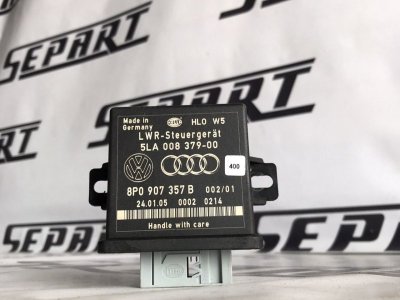 SEPART
Made in
Germany
HLO W5
LWR-Steuergerät
5LA 008 379-00
400
8P0 907 357 B 002/01
24.01.05 0002 0214
Handle with care
SEPART